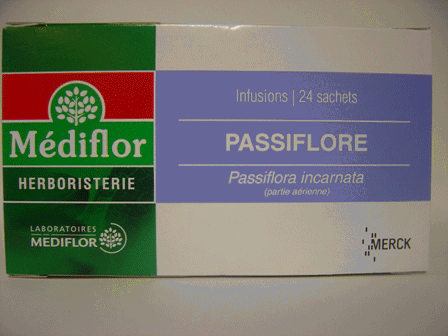 Médiflor
HERBORISTERIE
LABORATOIRES
MEDIFLOR
Infusions | 24 sachets
PASSIFLORE
Passiflora incarnata
(partie aérienne)
MERCK